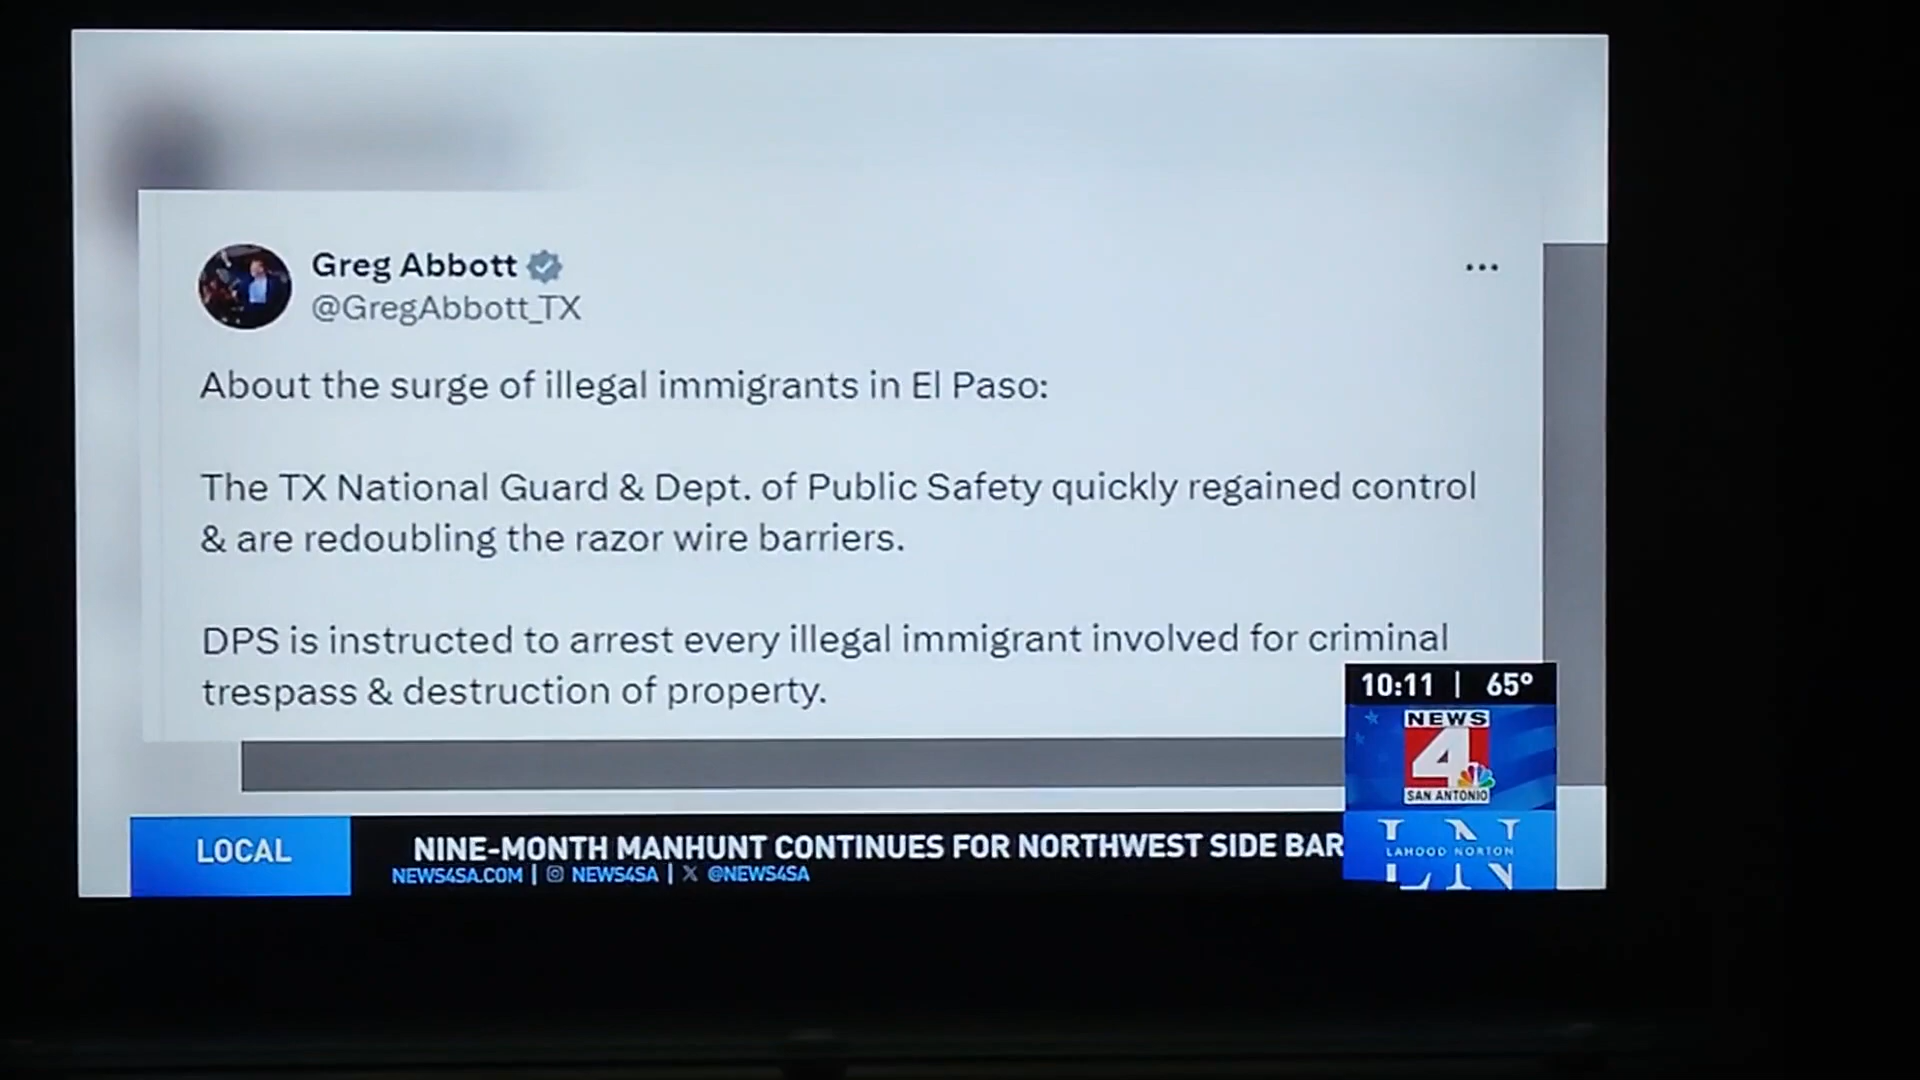 Greg Abbott
@GregAbbott_TX
About the surge of illegal immigrants in El Paso:
The TX National Guard & Dept. of Public Safety quickly regained control
& are redoubling the razor wire barriers.
DPS is instructed to arrest every illegal immigrant involved for criminal
trespass & destruction of property.
10:11 | 65°
NEWS
4
SAN ANTONIO
LOCAL
NINE-MONTH MANHUNT CONTINUES FOR NORTHWEST SIDE BAR
NEWS4SA.COM | NEWS4SA | X @NEWS4SA
LN
LAHOOD NORTON